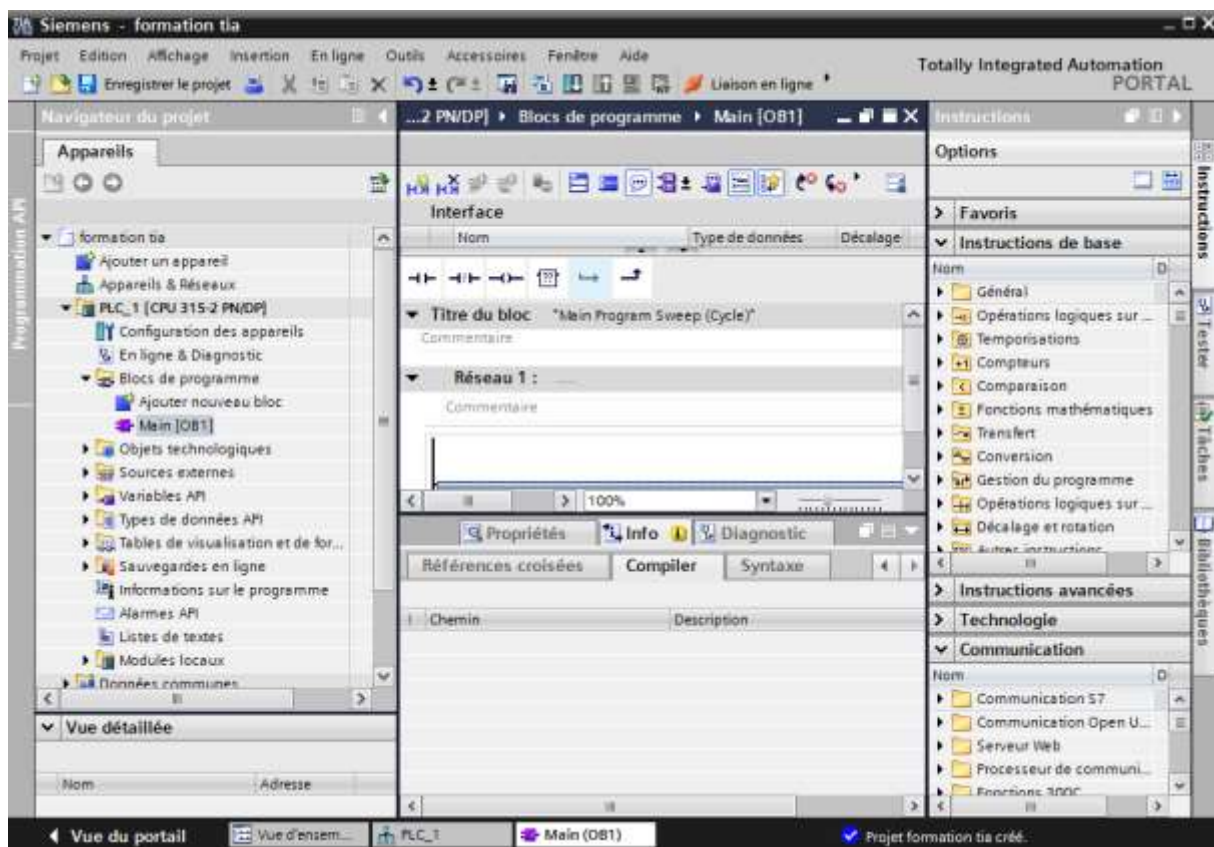 Siemens - formation tia
Projet Edition Affichage Insertion En ligne Outils Accessoires Fenêtre Aide
Totally Integrated Automation
PORTAL
Enregistrer le projet
Liaison en ligne
Navigateur du projet
Appareils
Programmation API
formation tia
Ajouter un appareil
Appareils & Réseaux
PLC_1 [CPU 315-2 PN/DP]
Configuration des appareils
En ligne & Diagnostic
Blocs de programme
Ajouter nouveau bloc
Main [OB1]
Objets technologiques
Sources externes
Variables API
Types de données API
Tables de visualisation et de for...
Sauvegardes en ligne
Informations sur le programme
Alarmes API
Listes de textes
Modules locaux
Données communes
Vue détaillée
Nom Adresse
...2 PN/DP] Blocs de programme Main [OB1]
Interface
Nom Type de données Décalage
Titre du bloc "Main Program Sweep (Cycle)"
Commentaire
Réseau 1 : .....
Commentaire
100%
Propriétés Info Diagnostic
Références croisées Compiler Syntaxe
! Chemin Description
Instructions
Options
Favoris
Instructions de base
Nom D
Général
Opérations logiques sur ...
Temporisations
Compteurs
Comparaison
Fonctions mathématiques
Transfert
Conversion
Gestion du programme
Opérations logiques sur ...
Décalage et rotation
Autres instructions
Instructions avancées
Technologie
Communication
Nom D
Communication S7
Communication Open U...
Serveur Web
Processeur de communi...
Fonctions 300C
Instructions
Tester
Tâches
Bibliothèques
Vue du portail
Vue d'ensem...
PLC_1
Main (OB1)
Projet formation tia créé.